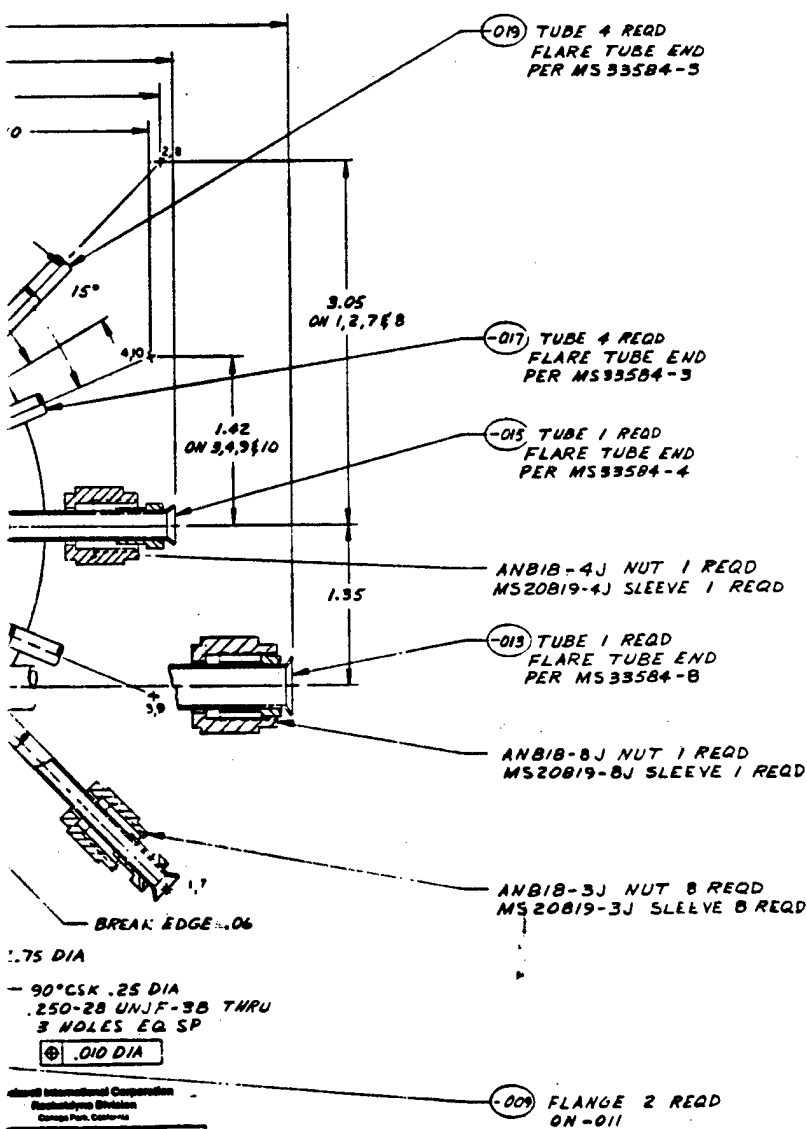 -019 TUBE 4 REQD
FLARE TUBE END
PER MS33584-3
0
2,8
15°
3.05
ON 1,2,7&8
4,10
-017 TUBE 4 REQD
FLARE TUBE END
PER MS33584-3
1.42
ON 3,4,9&10
-015 TUBE 1 REQD
FLARE TUBE END
PER MS33584-4
AN818-4J NUT 1 REQD
MS20819-4J SLEEVE 1 REQD
1.35
-013 TUBE 1 REQD
FLARE TUBE END
PER MS33584-8
3,9
AN818-8J NUT 1 REQD
MS20819-8J SLEEVE 1 REQD
1,7
AN818-3J NUT 8 REQD
MS20819-3J SLEEVE 8 REQD
BREAK EDGE .06
.75 DIA
90°CSK .25 DIA
.250-28 UNJF-3B THRU
3 HOLES EQ SP
⌖ .010 DIA
International Corporation
Rocketdyne Division
Canoga Park, California
-009 FLANGE 2 REQD
ON -011